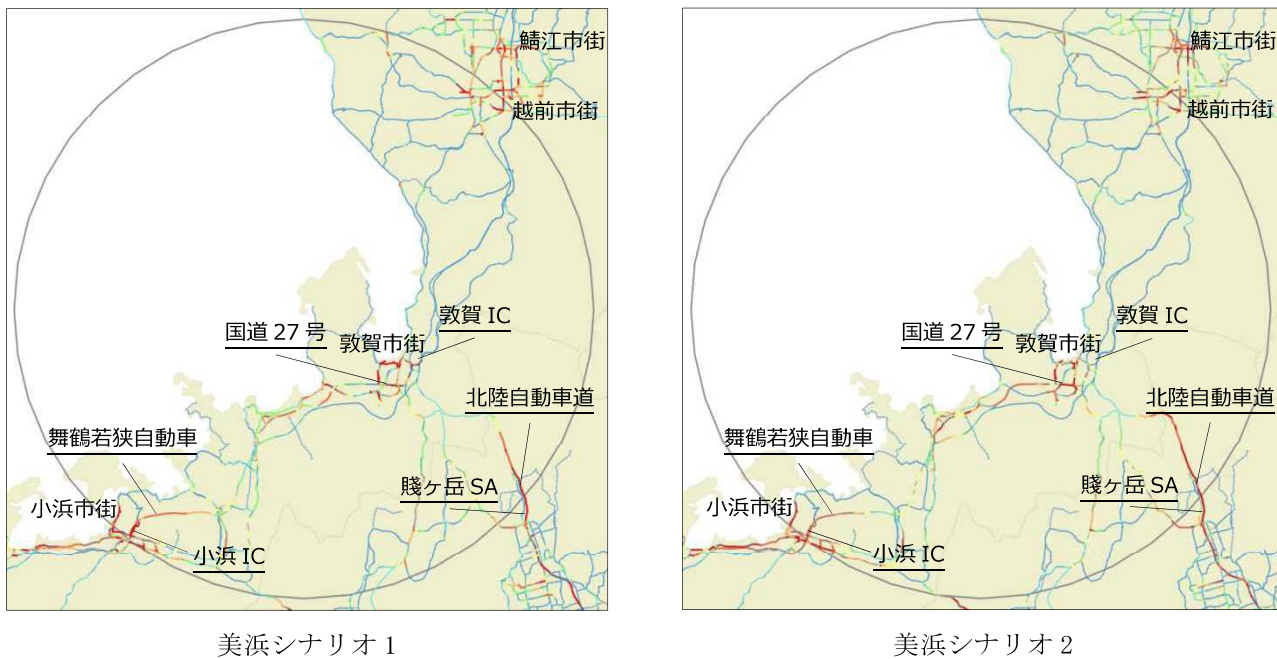 鯖江市街
越前市街
敦賀 IC
国道 27 号
敦賀市街
北陸自動車道
舞鶴若狭自動車
賤ヶ岳 SA
小浜市街
小浜 IC
美浜シナリオ 1
鯖江市街
越前市街
敦賀 IC
国道 27 号
敦賀市街
北陸自動車道
舞鶴若狭自動車
賤ヶ岳 SA
小浜市街
小浜 IC
美浜シナリオ 2